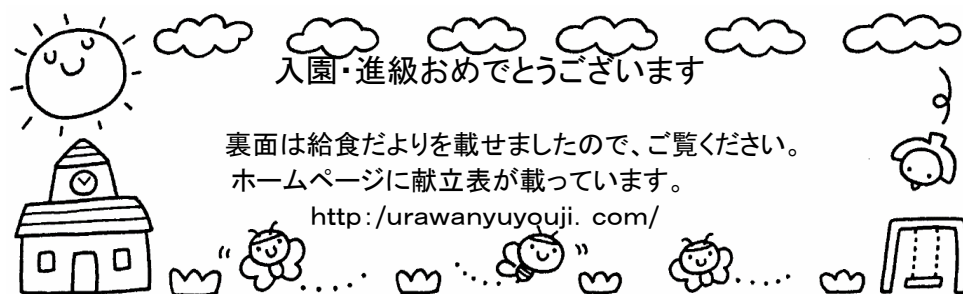 入園・進級おめでとうございます
裏面は給食だよりを載せましたので、ご覧ください。
ホームページに献立表が載っています。
http:/urawanyuyouji. com/